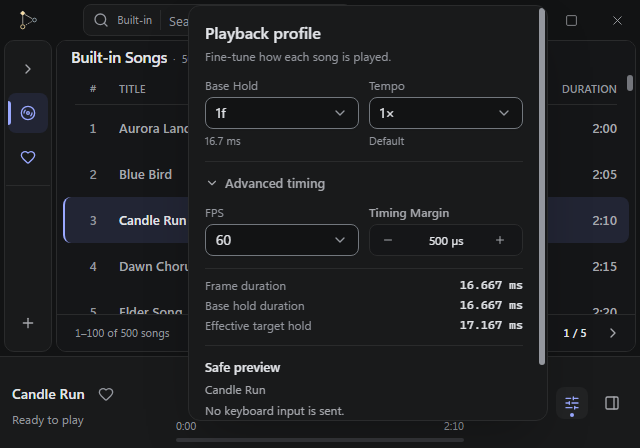 Built-in
Playback profile
Fine-tune how each song is played.
Base Hold
Tempo
1f
1×
16.7 ms
Default
Advanced timing
FPS
Timing Margin
60
− 500 µs +
Frame duration 16.667 ms
Base hold duration 16.667 ms
Effective target hold 17.167 ms
Safe preview
Candle Run
No keyboard input is sent.
Built-in Songs ·
# TITLE DURATION
1 Aurora 2:00
2 Blue Bird 2:05
3 Candle Run 2:10
4 Dawn 2:15
5 Elder Song 2:20
1–100 of 500 songs
1 / 5
Candle Run
Ready to play
0:00
2:10